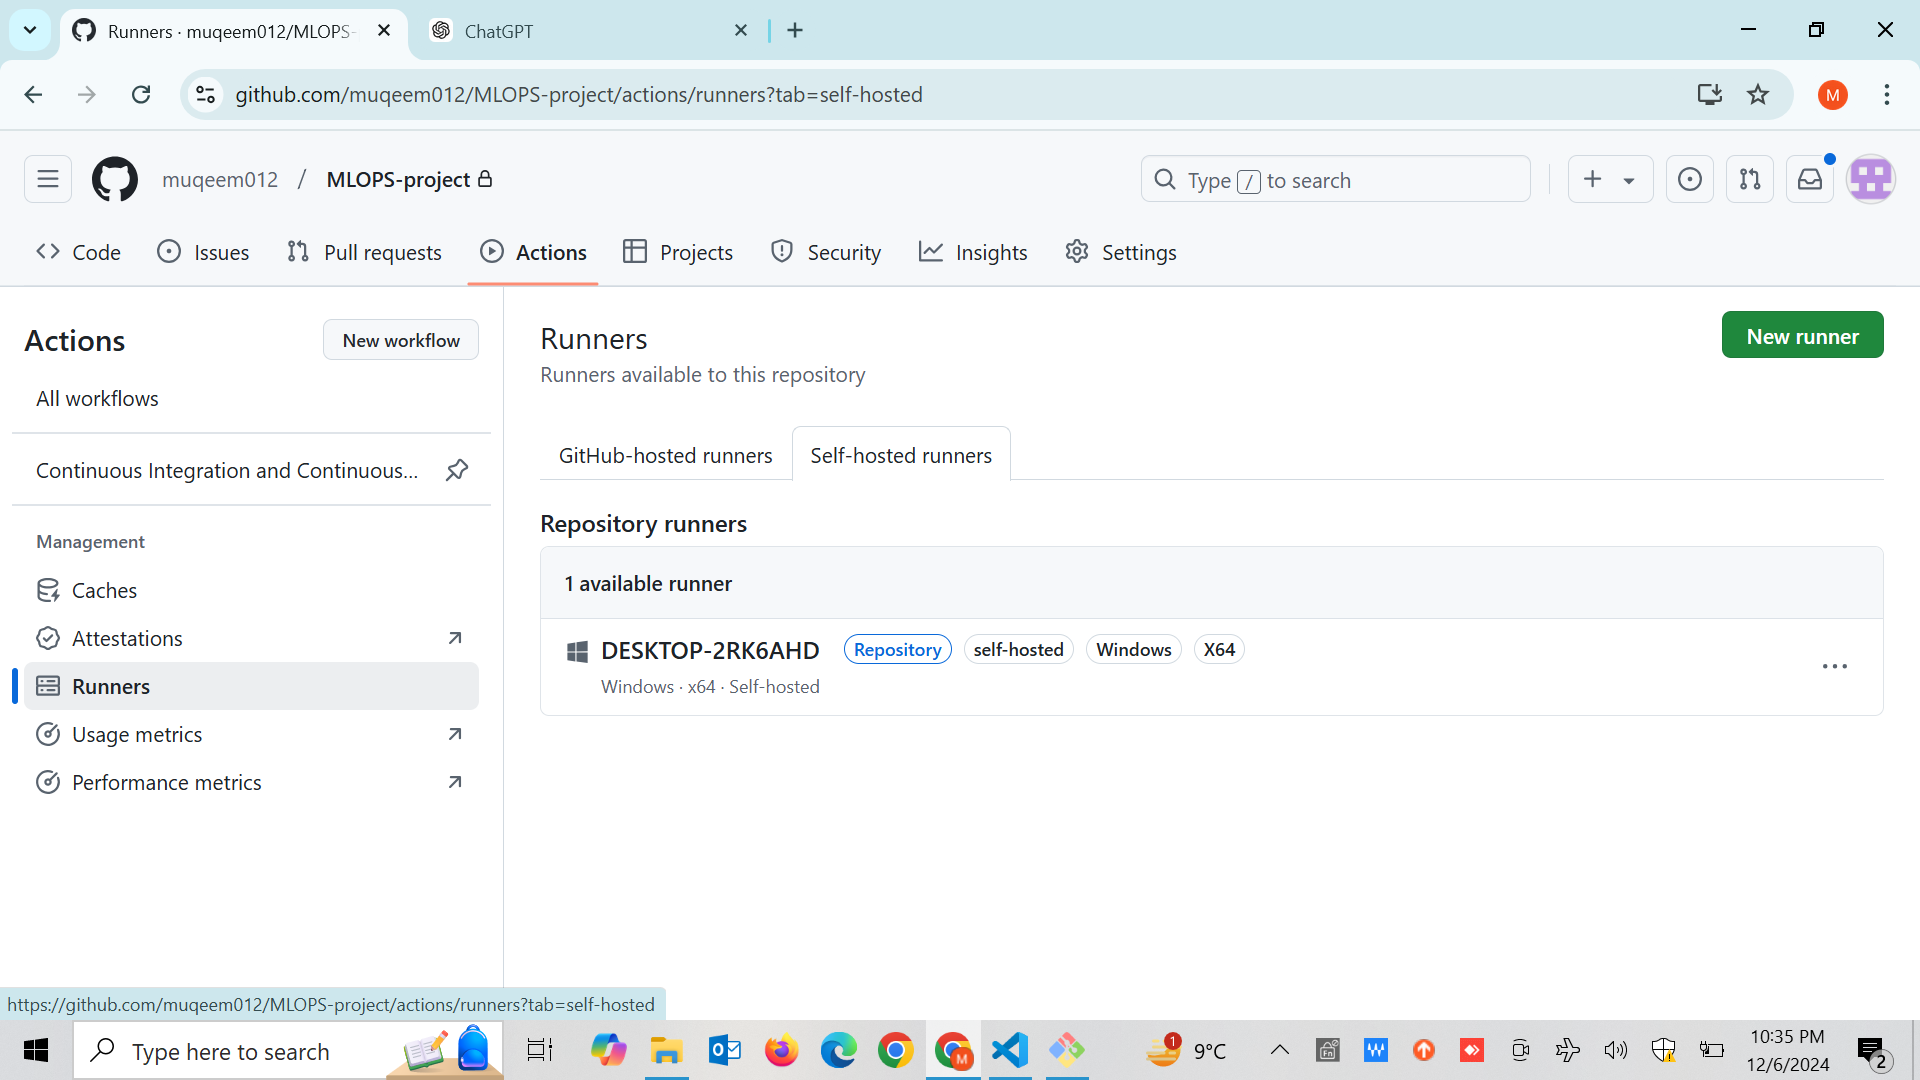 Runners · muqeem012/MLOPS-
ChatGPT
github.com/muqeem012/MLOPS-project/actions/runners?tab=self-hosted
M
muqeem012 / MLOPS-project
Type / to search
Code
Issues
Pull requests
Actions
Projects
Security
Insights
Settings
Actions
New workflow
All workflows
Continuous Integration and Continuous...
Management
Caches
Attestations
Runners
Usage metrics
Performance metrics
Runners
New runner
Runners available to this repository
GitHub-hosted runners
Self-hosted runners
Repository runners
1 available runner
DESKTOP-2RK6AHD Repository self-hosted Windows X64
Windows · x64 · Self-hosted
https://github.com/muqeem012/MLOPS-project/actions/runners?tab=self-hosted
Type here to search
M
1
9°C
Fn
W
10:35 PM
12/6/2024
2